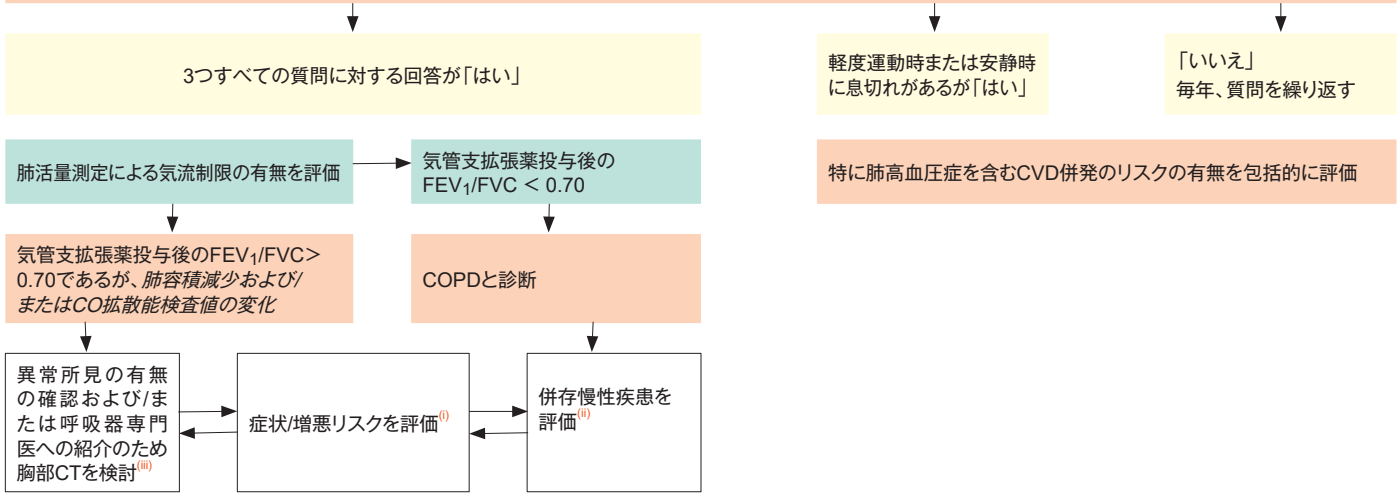 3つすべての質問に対する回答が「はい」
軽度運動時または安静時
に息切れがあるが「はい」
「いいえ」
毎年、質問を繰り返す
肺活量測定による気流制限の有無を評価
気管支拡張薬投与後の
FEV₁/FVC < 0.70
特に肺高血圧症を含むCVD併発のリスクの有無を包括的に評価
気管支拡張薬投与後のFEV₁/FVC>
0.70であるが、肺容積減少および/
またはCO拡散能検査値の変化
COPDと診断
異常所見の有無
の確認および/ま
たは呼吸器専門
医への紹介のため
胸部CTを検討(iii)
症状/増悪リスクを評価(i)
併存慢性疾患を
評価(ii)